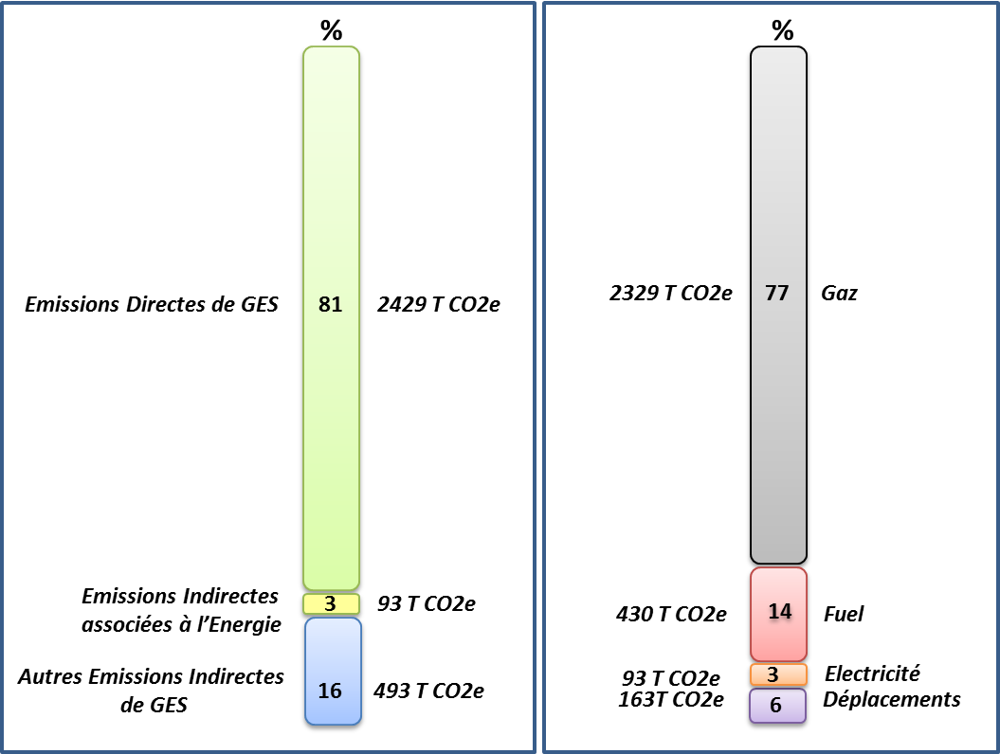 %
Emissions Directes de GES 81 2429 T CO2e
Emissions Indirectes
associées à l'Energie
3 93 T CO2e
Autres Emissions Indirectes
de GES
16 493 T CO2e
%
2329 T CO2e 77 Gaz
430 T CO2e 14 Fuel
93 T CO2e 3 Electricité
163T CO2e 6 Déplacements